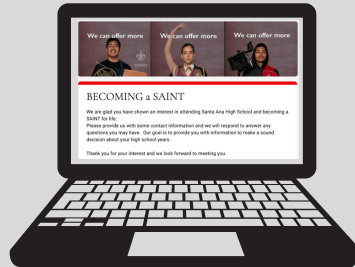 We can offer more We can offer more We can offer more
BECOMING a SAINT
We are glad you have shown an interest in attending Santa Ana High School and becoming a
SAINT for life.
Please provide us with some contact information and we will respond to answer any
questions you may have. Our goal is to provide you with information to make a sound
decision about your high school years.
Thank you for your interest and we look forward to meeting you.